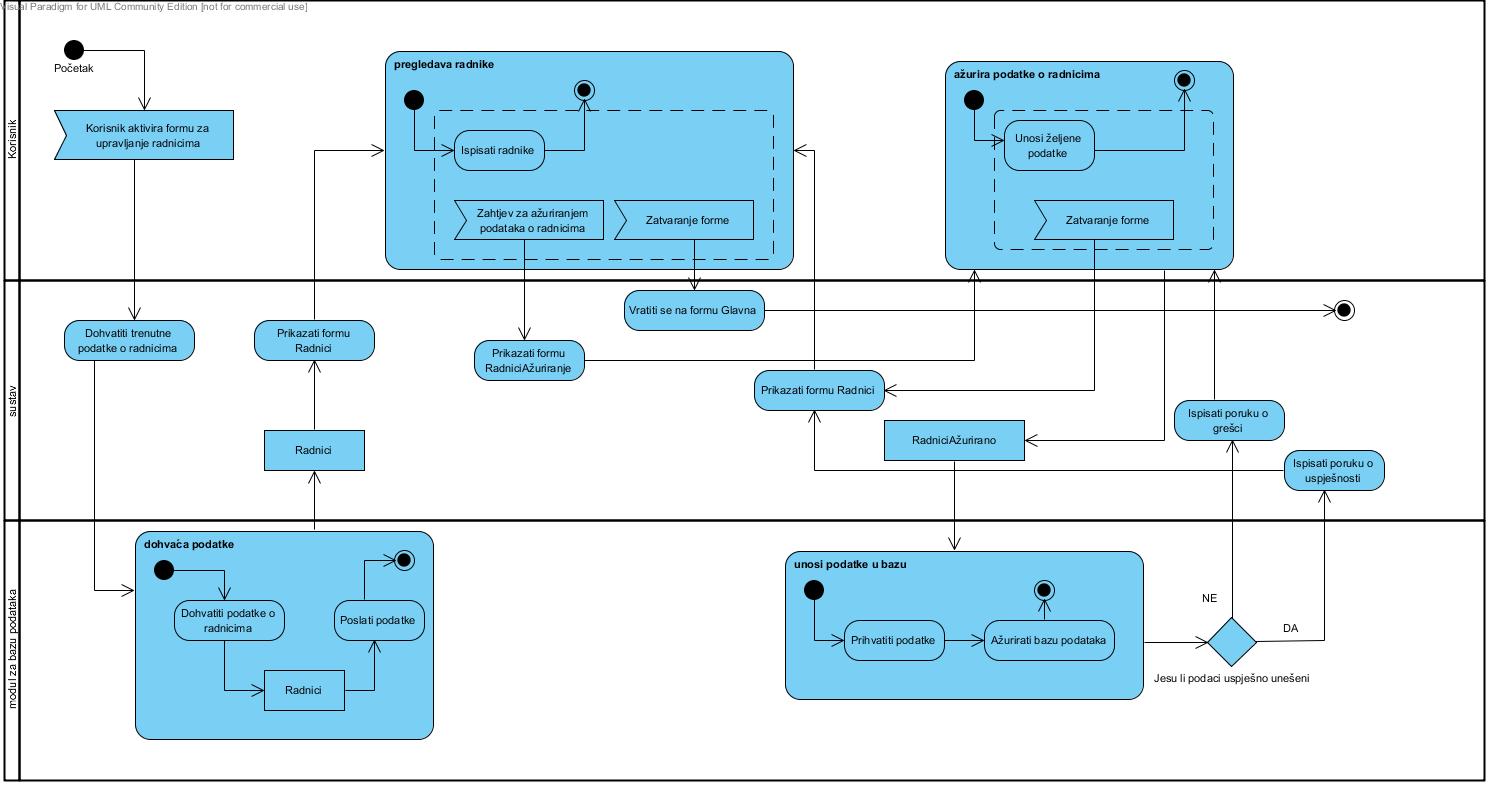 Visual Paradigm for UML Community Edition [not for commercial use]
Korisnik
Početak
Korisnik aktivira formu za
upravljanje radnicima
pregledava radnike
Ispisati radnike
Zahtjev za ažuriranjem
podataka o radnicima
Zatvaranje forme
ažurira podatke o radnicima
Unosi željene
podatke
Zatvaranje forme
sustav
Dohvatiti trenutne
podatke o radnicima
Prikazati formu
Radnici
Radnici
Vratiti se na formu Glavna
Prikazati formu
RadniciAžuriranje
Prikazati formu Radnici
RadniciAžurirano
Ispisati poruku o
grešci
Ispisati poruku o
uspješnosti
modul za bazu podataka
dohvaća podatke
Dohvatiti podatke o
radnicima
Poslati podatke
Radnici
unosi podatke u bazu
Prihvatiti podatke
Ažurirati bazu podataka
NE
DA
Jesu li podaci uspješno unešeni